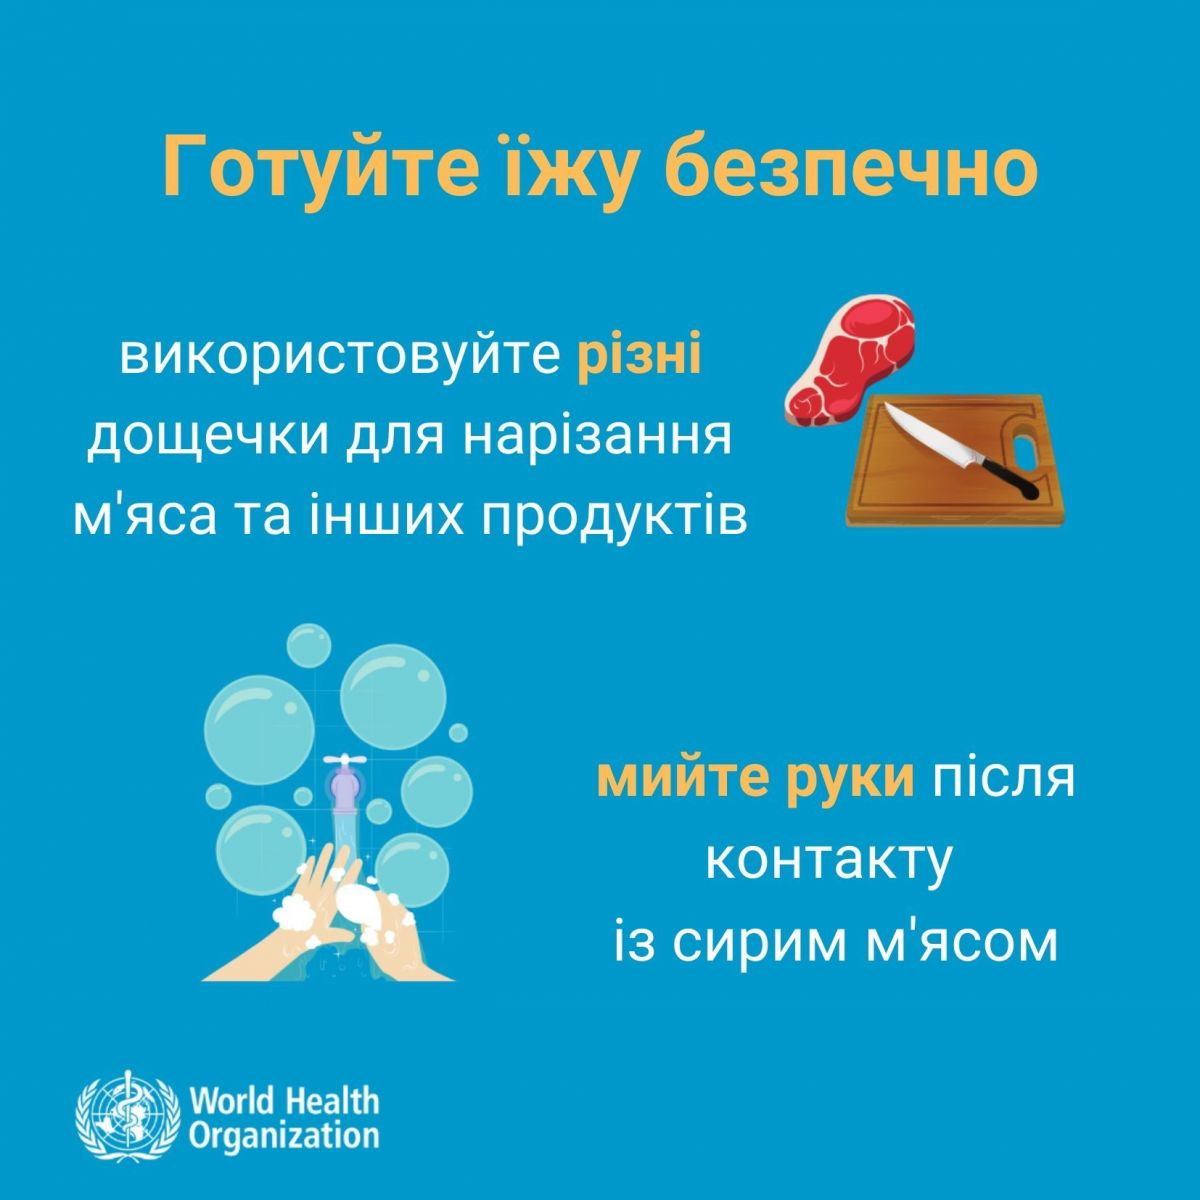 Готуйте їжу безпечно
використовуйте різні
дощечки для нарізання
м'яса та інших продуктів
мийте руки після
контакту
із сирим м'ясом
World Health
Organization